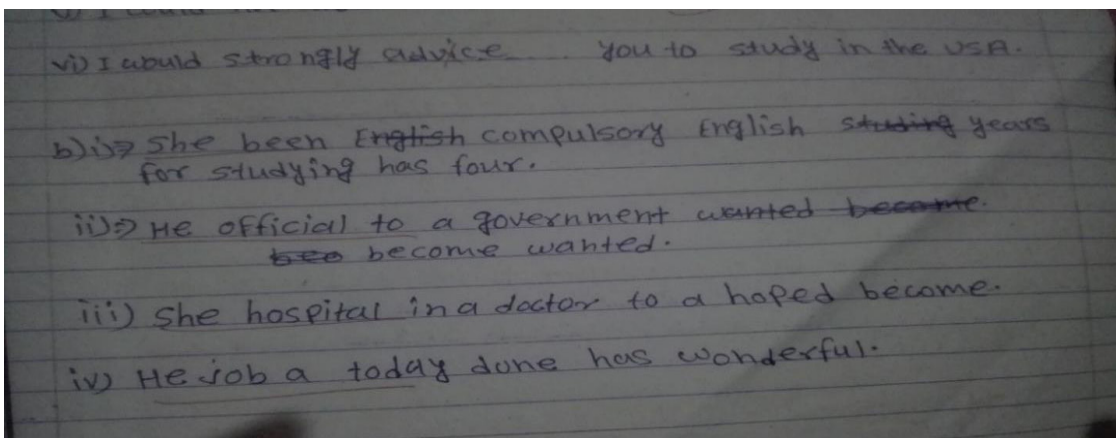 vi) I would strongly advice .... you to study in the USA.
b) i)⇒ She been English compulsory English studing years
for studying has four.
ii)⇒ He official to a government wanted become.
bee become wanted.
iii) She hospital in a doctor to a hoped become.
iv) He job a today done has wonderful.